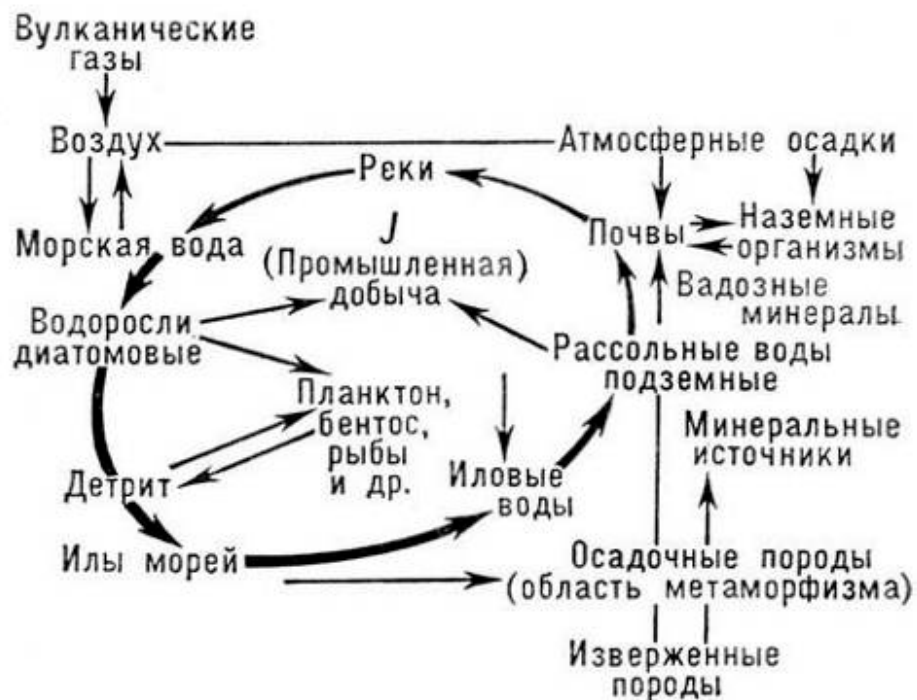 Вулканические
газы
Воздух
Атмосферные осадки
Реки
Морская вода
J
(Промышленная)
добыча
Почвы
Наземные
организмы
Вадозные
минералы
Водоросли
диатомовые
Рассольные воды
подземные
Планктон,
бентос,
рыбы
и др.
Минеральные
источники
Детрит
Иловые
воды
Илы морей
Осадочные породы
(область метаморфизма)
Изверженные
породы